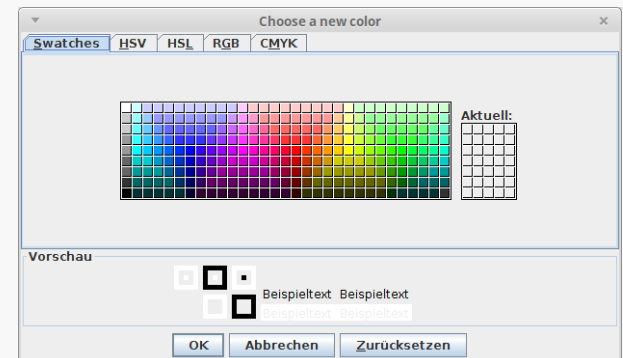 Choose a new color
Swatches HSV HSL RGB CMYK
Aktuell:
Vorschau
Beispieltext Beispieltext
Beispieltext Beispieltext
OK Abbrechen Zurücksetzen